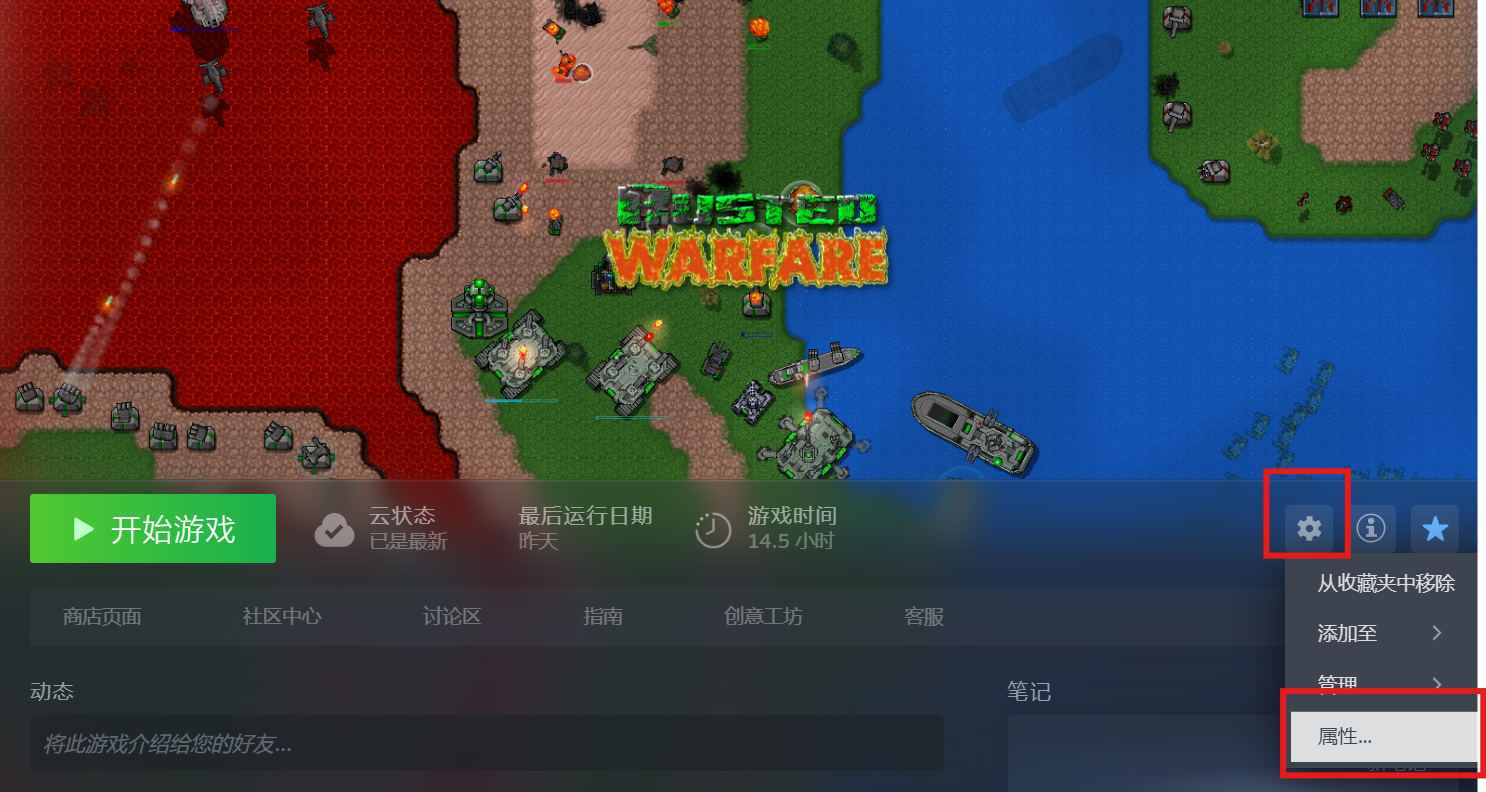 RUSTED
WARFARE
开始游戏
云状态
已是最新
最后运行日期
昨天
游戏时间
14.5 小时
从收藏夹中移除
添加至
管理
属性...
商店页面
社区中心
讨论区
指南
创意工坊
客服
动态
笔记
将此游戏介绍给您的好友...